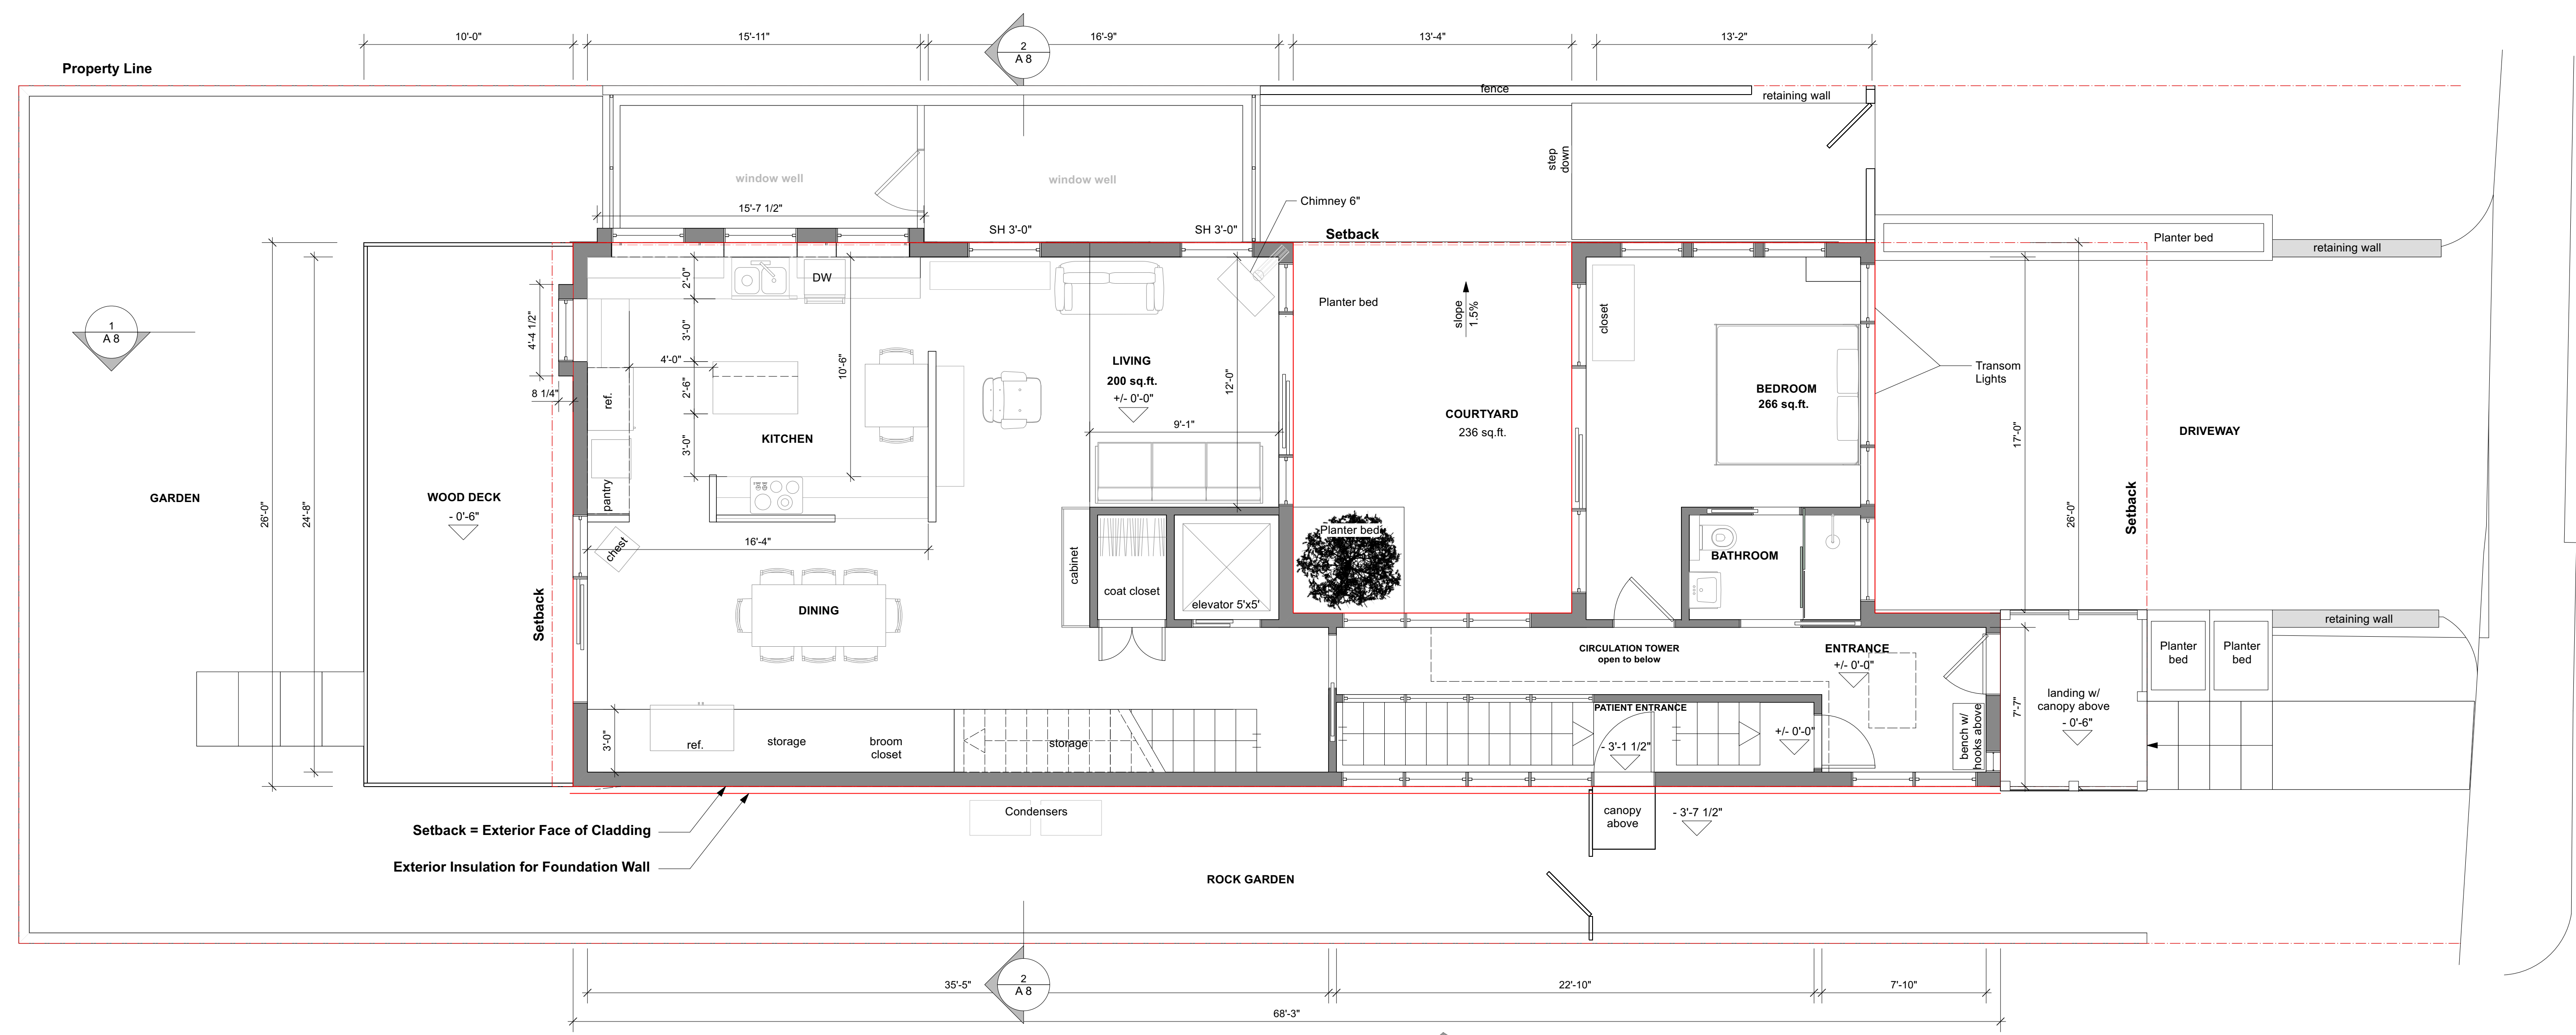 10'-0"
15'-11"
2
A 8
16'-9"
13'-4"
13'-2"
Property Line
fence
retaining wall
step
down
window well
window well
15'-7 1/2"
Chimney 6"
SH 3'-0"
SH 3'-0"
Setback
Planter bed
retaining wall
2'-0"
DW
Planter bed
slope
1.5%
closet
1
A 8
4'-4 1/2"
3'-0"
4'-0"
10'-6"
LIVING
200 sq.ft.
+/- 0'-0"
12'-0"
Transom
Lights
8 1/4"
ref.
2'-6"
BEDROOM
266 sq.ft.
COURTYARD
236 sq.ft.
9'-1"
17'-0"
DRIVEWAY
KITCHEN
3'-0"
GARDEN
26'-0"
24'-8"
WOOD DECK
- 0'-6"
pantry
26'-0"
Setback
16'-4"
chest
Planter bed
BATHROOM
cabinet
coat closet
elevator 5'x5'
Setback
DINING
retaining wall
CIRCULATION TOWER
open to below
ENTRANCE
+/- 0'-0"
Planter
bed
Planter
bed
landing w/
canopy above
- 0'-6"
7'-7"
PATIENT ENTRANCE
bench w/
hooks above
3'-0"
ref.
storage
broom
closet
storage
- 3'-1 1/2"
+/- 0'-0"
Condensers
canopy
above
- 3'-7 1/2"
Setback = Exterior Face of Cladding
Exterior Insulation for Foundation Wall
ROCK GARDEN
35'-5"
2
A 8
22'-10"
7'-10"
68'-3"